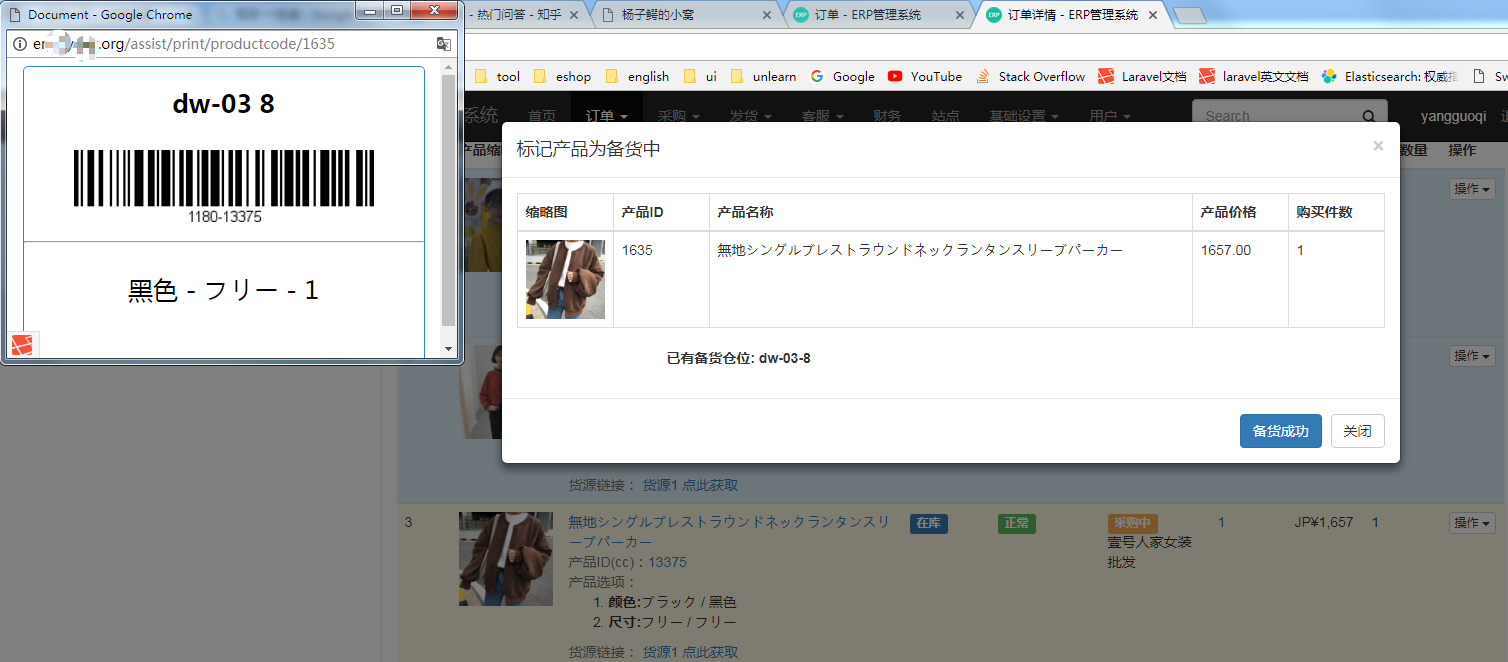 Document - Google Chrome
- 热门问答 - 知乎
杨子鳄的小窝
ERP
订单 - ERP管理系统
ERP
订单详情 - ERP管理系统
.org/assist/print/productcode/1635
tool
eshop
english
ui
unlearn
Google
YouTube
Stack Overflow
Laravel文档
laravel英文文档
Elasticsearch: 权威指
dw-03 8
1180-13375
黑色 - フリー - 1
系统
首页
订单
采购
发货
客服
财务
站点
基础设置
用户
Search
yangguoqi
产品缩
数量
操作
标记产品为备货中
×
缩略图
产品ID
产品名称
产品价格
购买件数
1635
無地シングルブレストラウンドネックランタンスリーブパーカー
1657.00
1
已有备货仓位: dw-03-8
备货成功
关闭
操作
操作
货源链接： 货源1 点此获取
3
無地シングルブレストラウンドネックランタンスリ
ーブパーカー
产品ID(cc)：13375
产品选项：
1. 颜色:ブラック / 黑色
2. 尺寸:フリー / フリー
货源链接： 货源1 点此获取
在库
正常
采购中
壹号人家女装
批发
1
JP¥1,657
1
操作